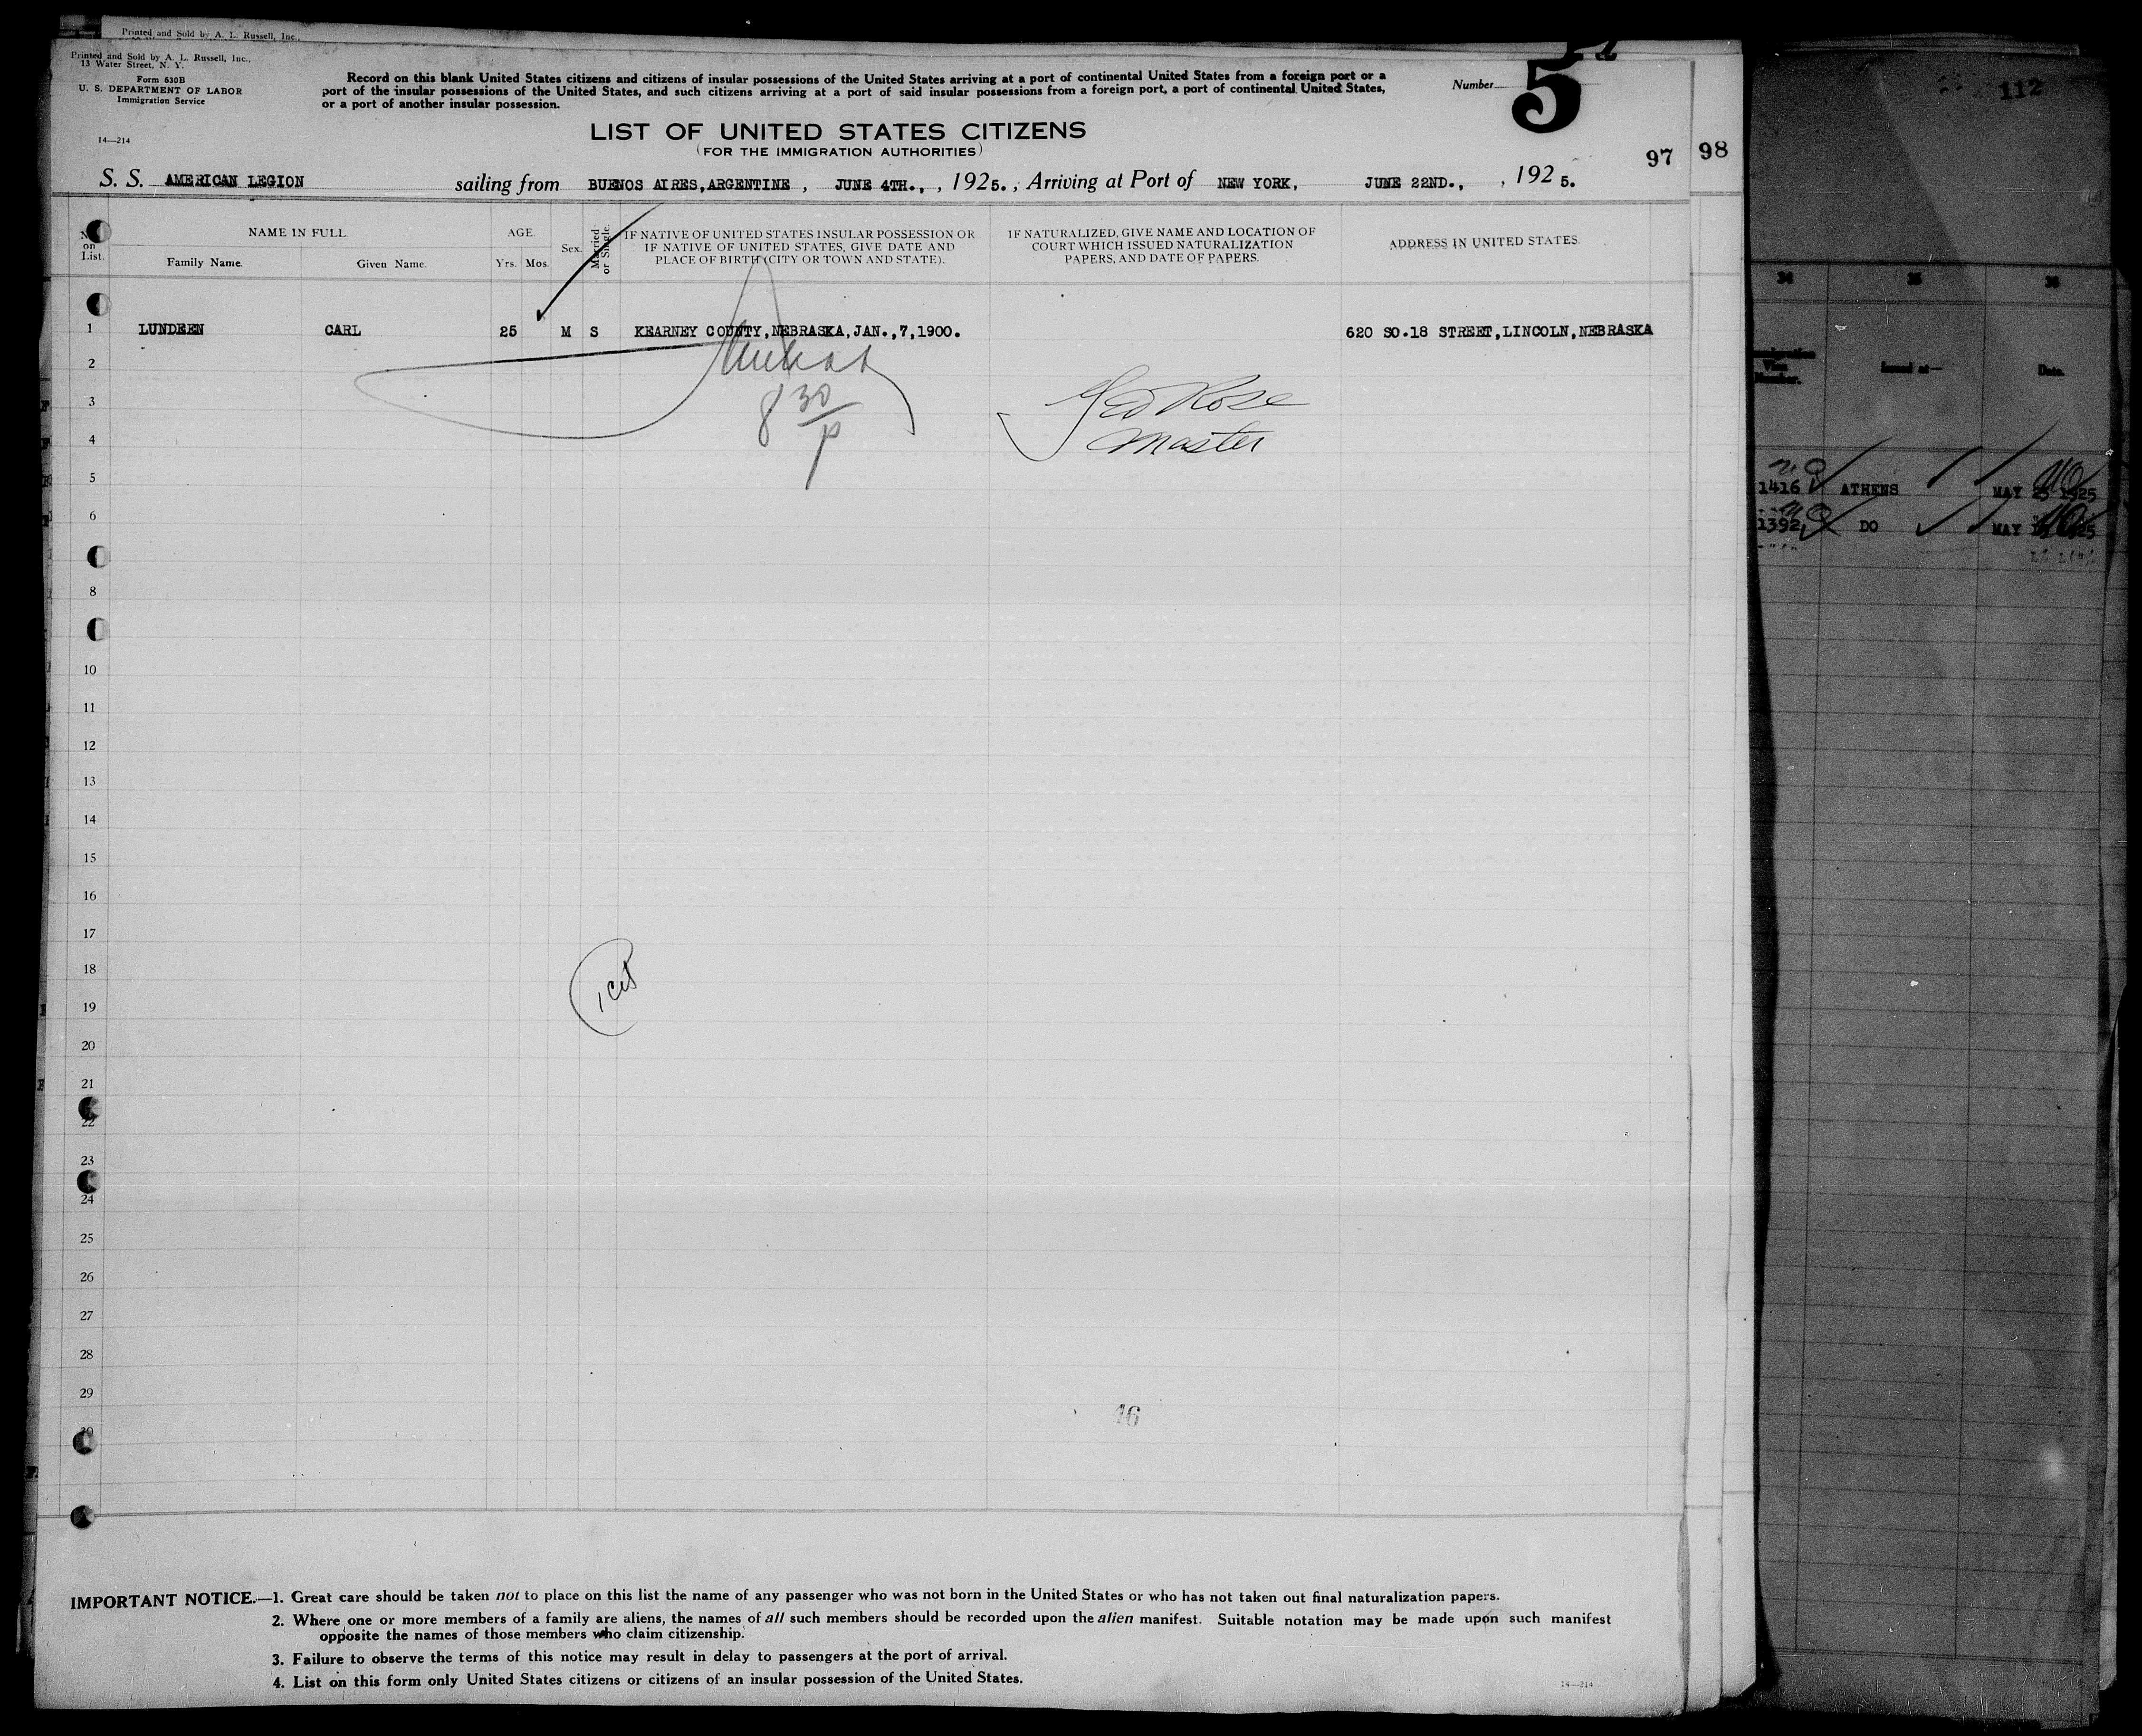 Printed and Sold by A. L. Russell, Inc.,
Printed and Sold by A. L. Russell, Inc.,
13 Water Street, N. Y.
Form 630B
U. S. DEPARTMENT OF LABOR
Immigration Service
14—214
Record on this blank United States citizens and citizens of insular possessions of the United States arriving at a port of continental United States from a foreign port or a
port of the insular possessions of the United States, and such citizens arriving at a port of said insular possessions from a foreign port, a port of continental United States,
or a port of another insular possession.
Number 5
112
LIST OF UNITED STATES CITIZENS
(FOR THE IMMIGRATION AUTHORITIES)
97 98
S. S. AMERICAN LEGION sailing from BUENOS AIRES, ARGENTINE , JUNE 4TH., , 1925. , Arriving at Port of NEW YORK, JUNE 22ND., , 1925.
No. on List.
NAME IN FULL
Family Name. Given Name.
AGE.
Yrs. Mos.
Sex.
Married or Single.
IF NATIVE OF UNITED STATES INSULAR POSSESSION OR
IF NATIVE OF UNITED STATES, GIVE DATE AND
PLACE OF BIRTH (CITY OR TOWN AND STATE).
IF NATURALIZED, GIVE NAME AND LOCATION OF
COURT WHICH ISSUED NATURALIZATION
PAPERS, AND DATE OF PAPERS.
ADDRESS IN UNITED STATES.
1 LUNDEEN CARL 25 M S KEARNEY COUNTY, NEBRASKA, JAN., 7, 1900. 620 SO.18 STREET, LINCOLN, NEBRASKA
2
3
4
8 30/P
Geo Rose
Master
5
6
8
10
11
12
13
14
15
16
17
18
19
20
21
22
23
24
25
26
27
28
29
30
46
34 35 36
Visa Number. Issued at— Date.
1416 ATHENS MAY 25 1925
1392 DO MAY
IMPORTANT NOTICE.—1. Great care should be taken not to place on this list the name of any passenger who was not born in the United States or who has not taken out final naturalization papers.
2. Where one or more members of a family are aliens, the names of all such members should be recorded upon the alien manifest. Suitable notation may be made upon such manifest
opposite the names of those members who claim citizenship.
3. Failure to observe the terms of this notice may result in delay to passengers at the port of arrival.
4. List on this form only United States citizens or citizens of an insular possession of the United States.
14—214